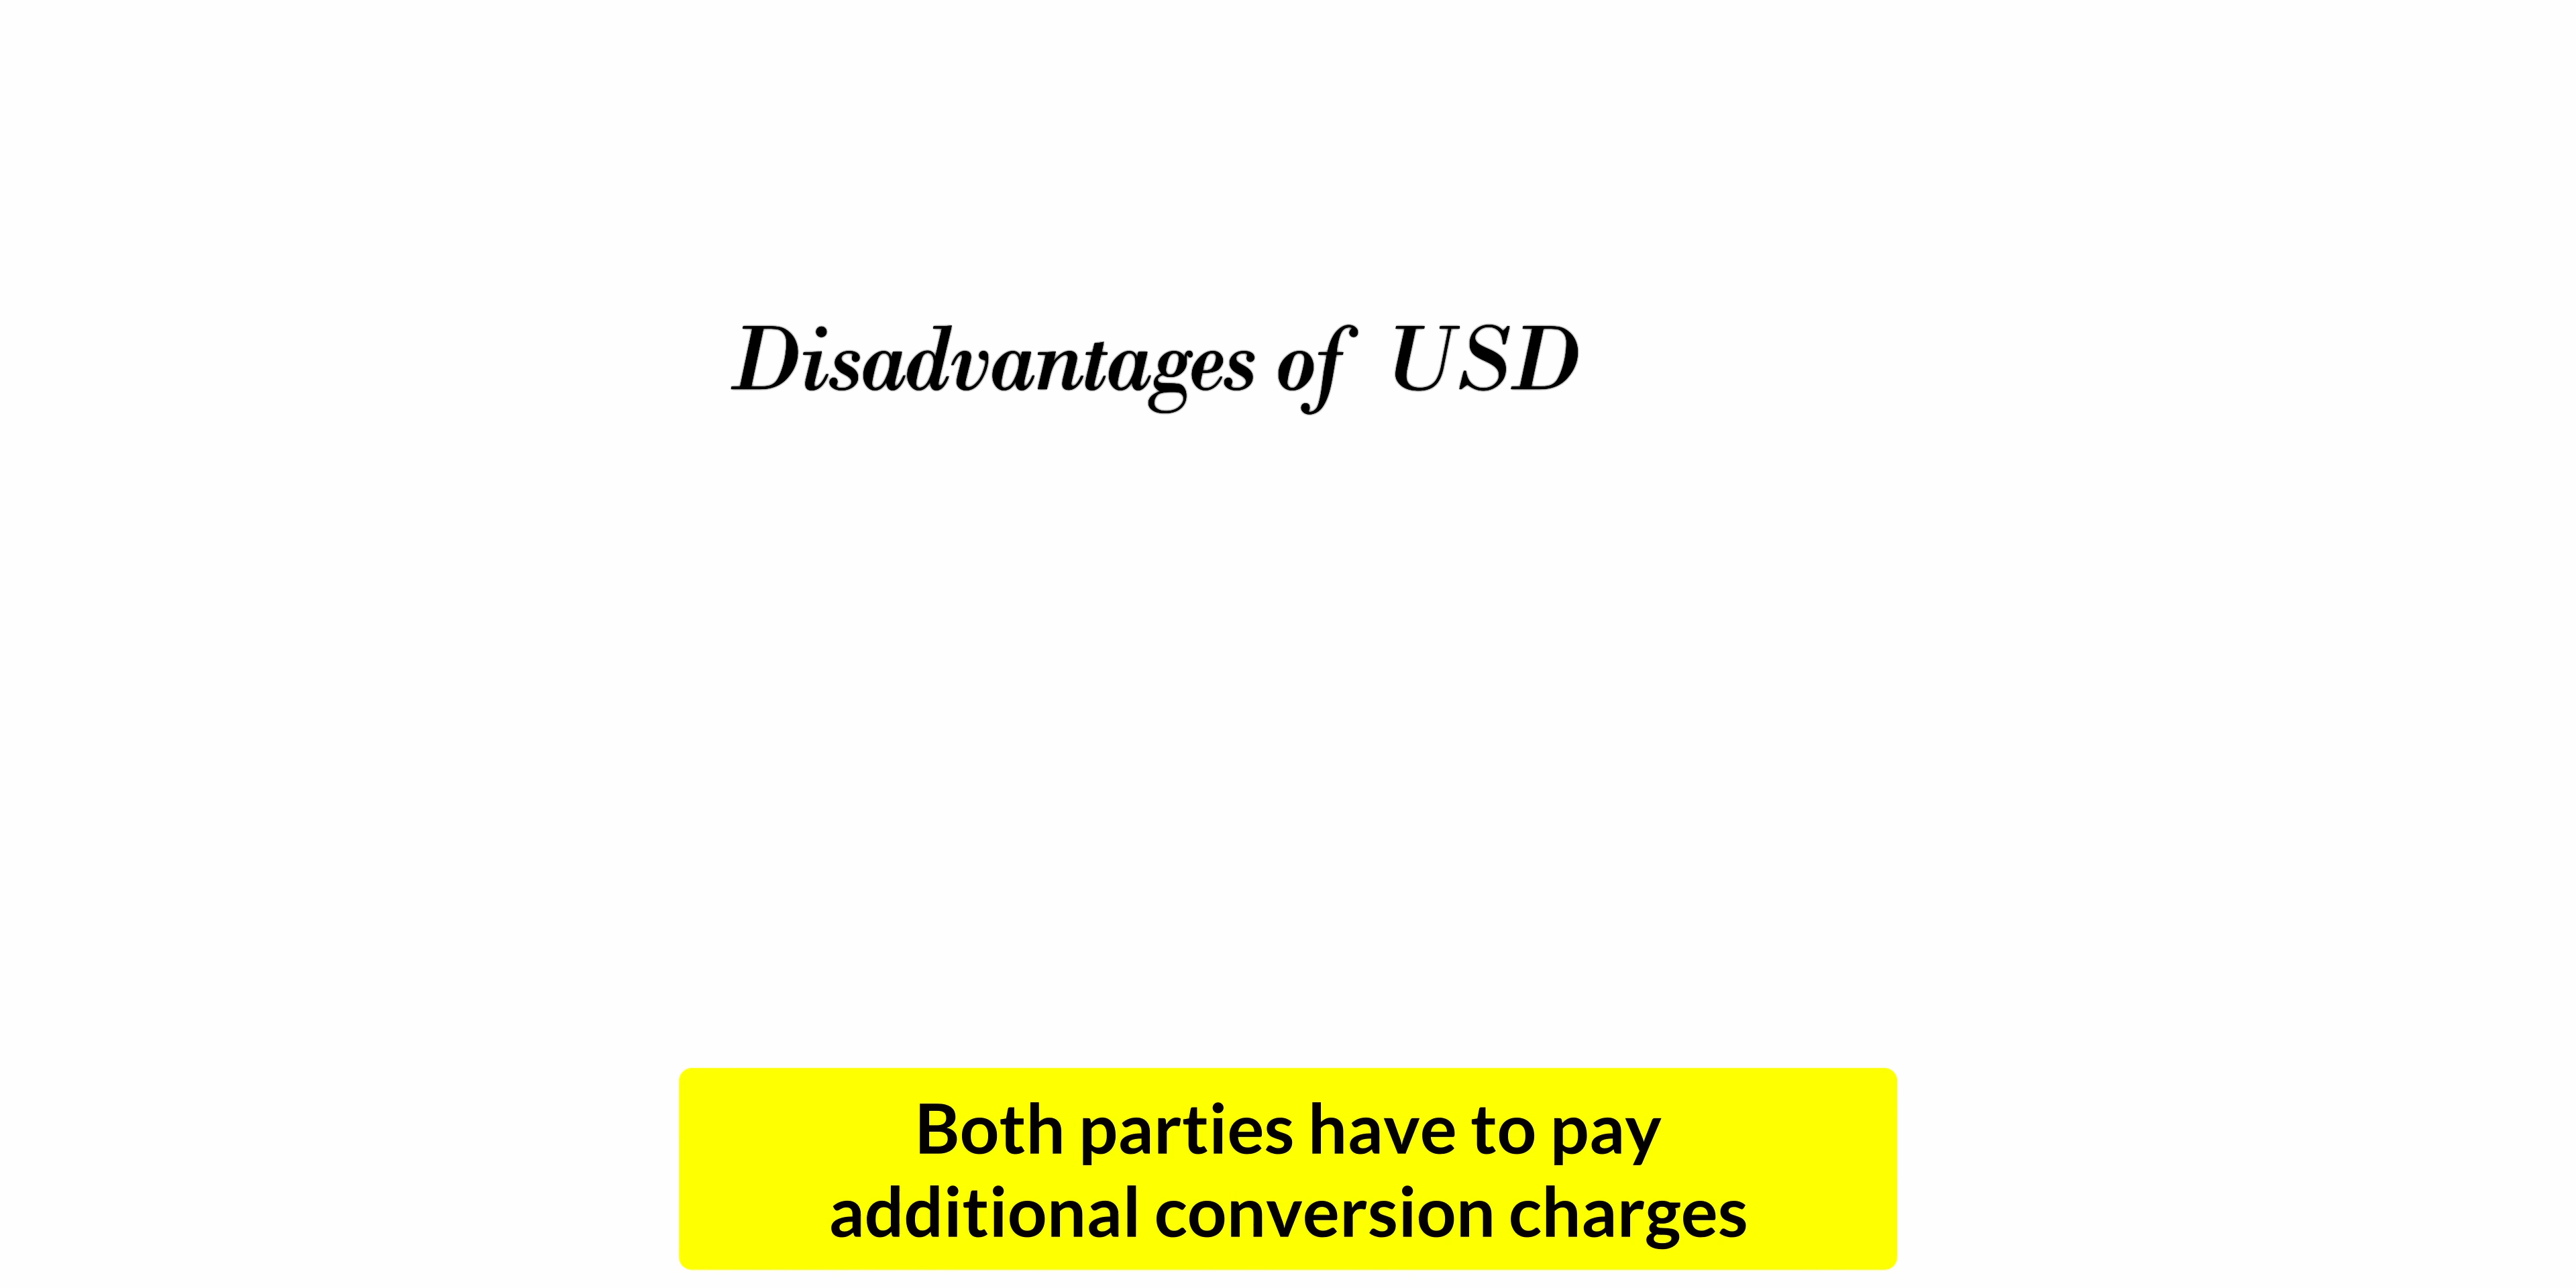 Disadvantages of USD
Both parties have to pay
additional conversion charges